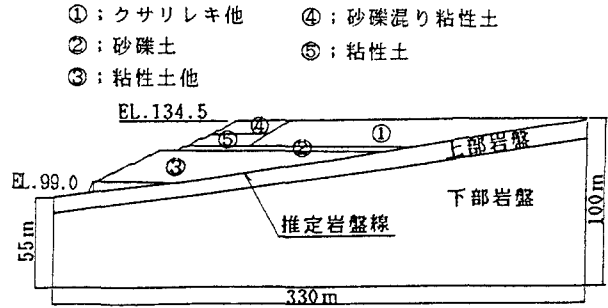 ①；クサリレキ他　④；砂礫混り粘性土
②；砂礫土　⑤；粘性土
③；粘性土他
EL.134.5
④
⑤
①
②
③
上部岩盤
EL.99.0
下部岩盤
推定岩盤線
55m
100m
330m